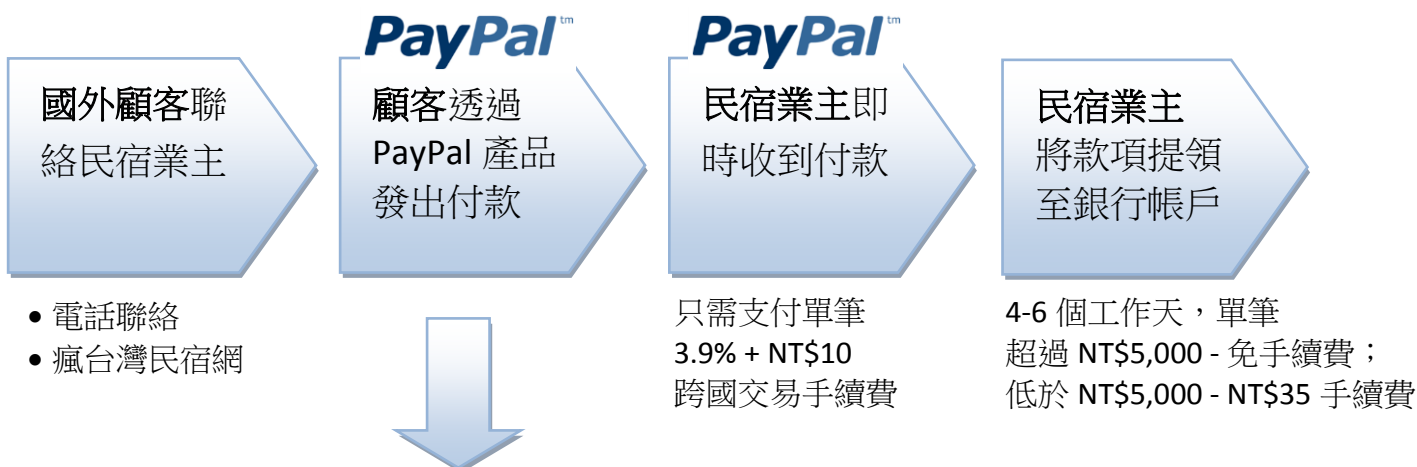 PayPal™
國外顧客聯
絡民宿業主
• 電話聯絡
• 瘋台灣民宿網
顧客透過
PayPal 產品
發出付款
PayPal™
民宿業主即
時收到付款
只需支付單筆
3.9% + NT$10
跨國交易手續費
民宿業主
將款項提領
至銀行帳戶
4-6 個工作天，單筆
超過 NT$5,000 - 免手續費；
低於 NT$5,000 - NT$35 手續費